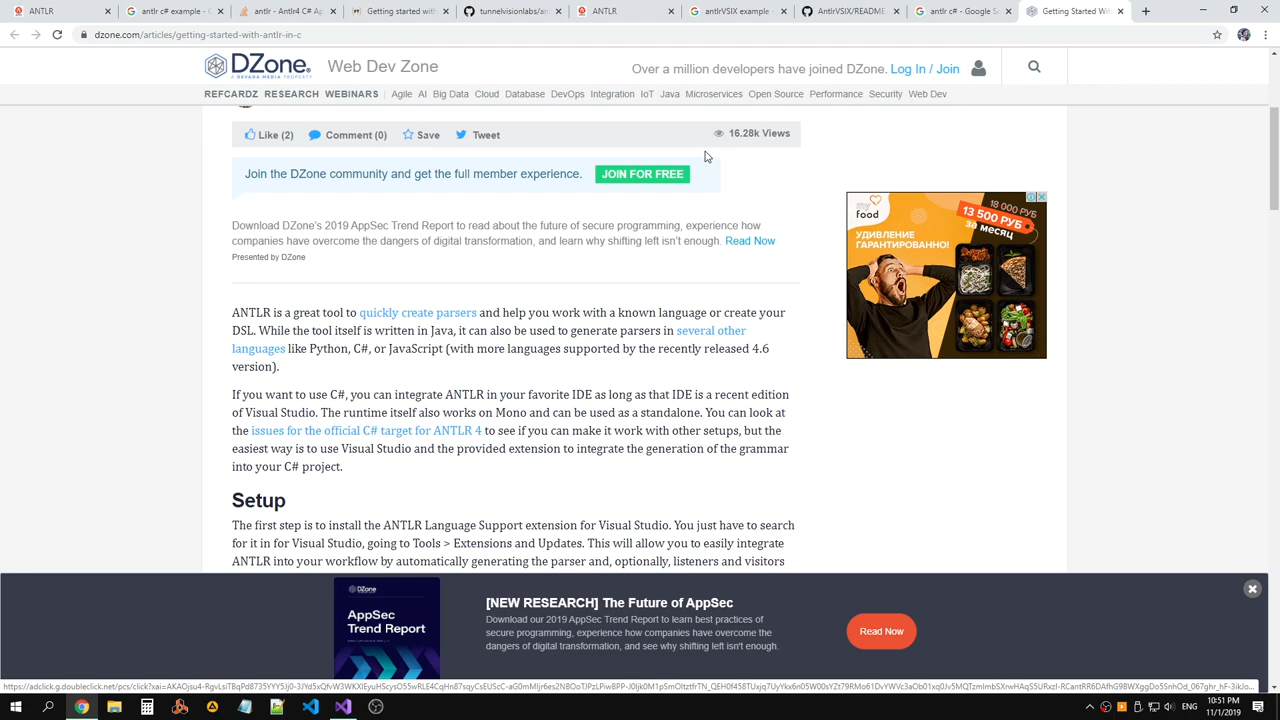 ANTLR
antlr c# example - G
antlr - Antlr4 C# Ap
Getting started with
tunnelvisionlabs/an
ANTLR
antlrVSIX example -
AntlrVSIX/README
antlr c# - Google Se
Getting Started Wit
dzone.com/articles/getting-started-with-antlr-in-c
DZone.
A DEVADA MEDIA PROPERTY
Web Dev Zone
Over a million developers have joined DZone. Log In / Join
REFCARDZ RESEARCH WEBINARS Agile AI Big Data Cloud Database DevOps Integration IoT Java Microservices Open Source Performance Security Web Dev
Like (2) Comment (0) Save Tweet 16.28k Views
Join the DZone community and get the full member experience. JOIN FOR FREE
Download DZone's 2019 AppSec Trend Report to read about the future of secure programming, experience how
companies have overcome the dangers of digital transformation, and learn why shifting left isn't enough. Read Now
Presented by DZone
my
food
18 000 РУБ
13 500 РУБ
за месяц
УДИВЛЕНИЕ
ГАРАНТИРОВАННО!
ANTLR is a great tool to quickly create parsers and help you work with a known language or create your
DSL. While the tool itself is written in Java, it can also be used to generate parsers in several other
languages like Python, C#, or JavaScript (with more languages supported by the recently released 4.6
version).
If you want to use C#, you can integrate ANTLR in your favorite IDE as long as that IDE is a recent edition
of Visual Studio. The runtime itself also works on Mono and can be used as a standalone. You can look at
the issues for the official C# target for ANTLR 4 to see if you can make it work with other setups, but the
easiest way is to use Visual Studio and the provided extension to integrate the generation of the grammar
into your C# project.
Setup
The first step is to install the ANTLR Language Support extension for Visual Studio. You just have to search
for it in for Visual Studio, going to Tools > Extensions and Updates. This will allow you to easily integrate
ANTLR into your workflow by automatically generating the parser and, optionally, listeners and visitors
DZone
AppSec
Trend Report
[NEW RESEARCH] The Future of AppSec
Download our 2019 AppSec Trend Report to learn best practices of
secure programming, experience how companies have overcome the
dangers of digital transformation, and see why shifting left isn't enough.
Read Now
10:51 PM
11/1/2019